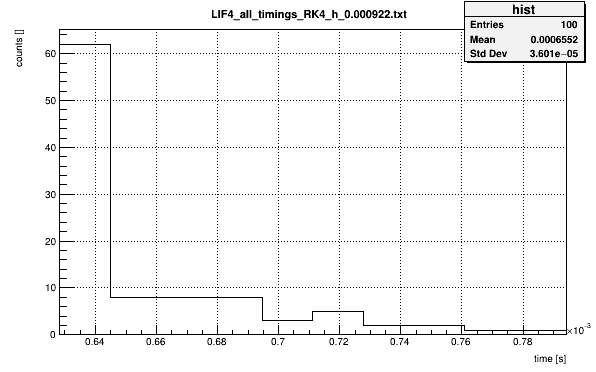 LIF4_all_timings_RK4_h_0.000922.txt
hist
Entries 100
Mean 0.0006552
Std Dev 3.601e−05
counts []
60
50
40
30
20
10
0
0.64 0.66 0.68 0.7 0.72 0.74 0.76 0.78
×10⁻³
time [s]